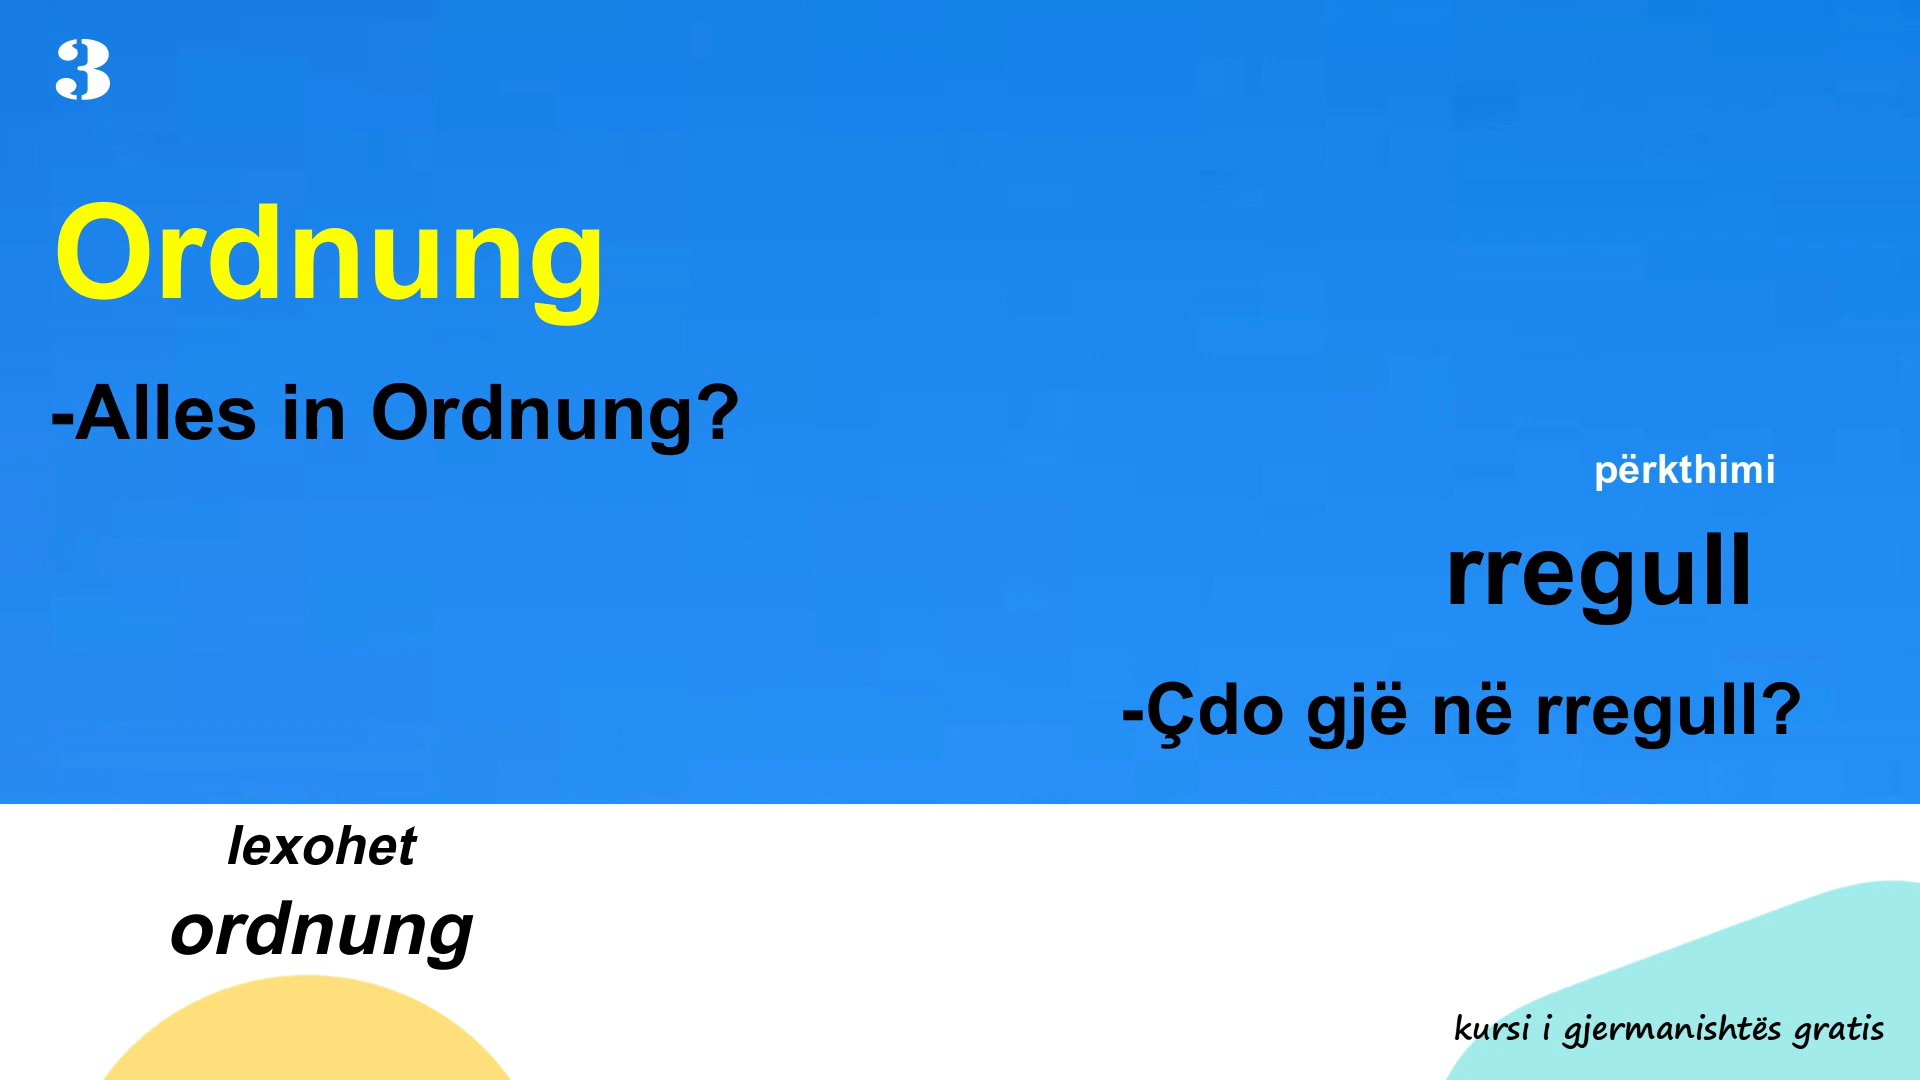 3
Ordnung
-Alles in Ordnung?
përkthimi
rregull
-Çdo gjë në rregull?
lexohet
ordnung
kursi i gjermanishtës gratis